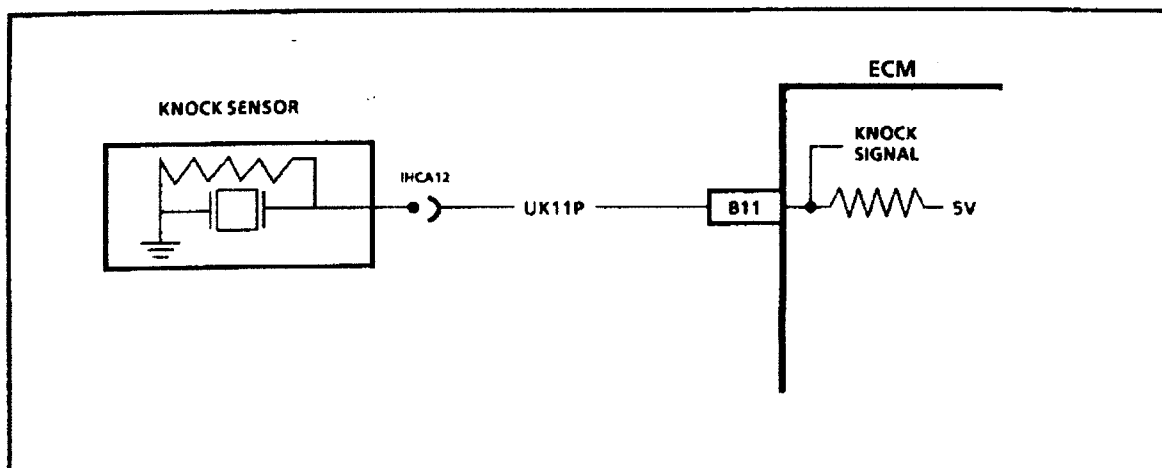 ECM
KNOCK SENSOR
KNOCK
SIGNAL
IHCA12
UK11P
B11
5V